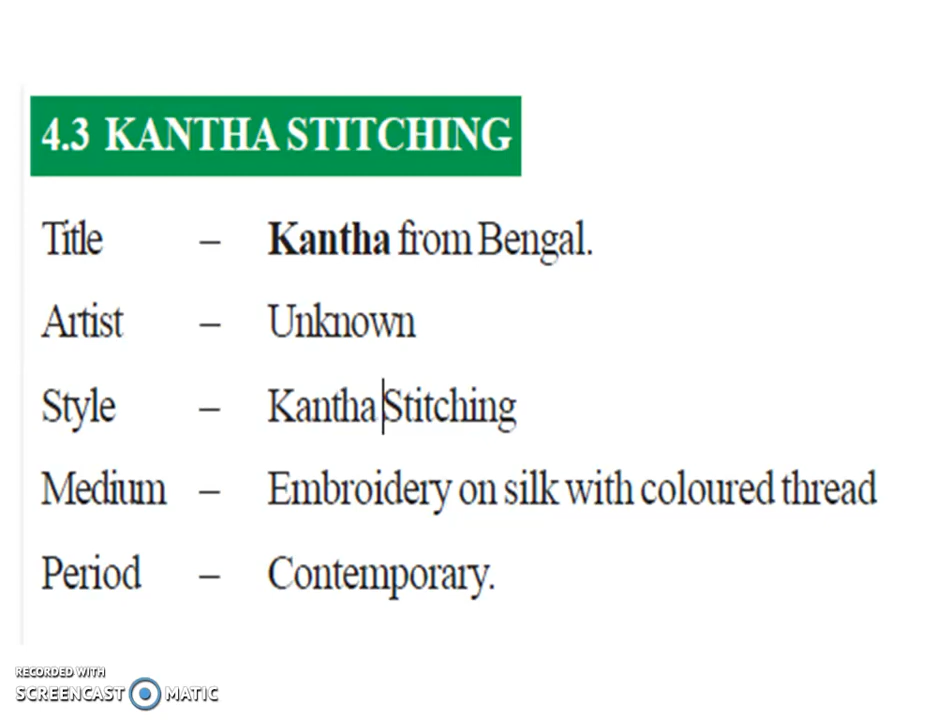 4.3 KANTHA STITCHING
Title – Kantha from Bengal.
Artist – Unknown
Style – Kantha Stitching
Medium – Embroidery on silk with coloured thread
Period – Contemporary.
RECORDED WITH
SCREENCAST MATIC